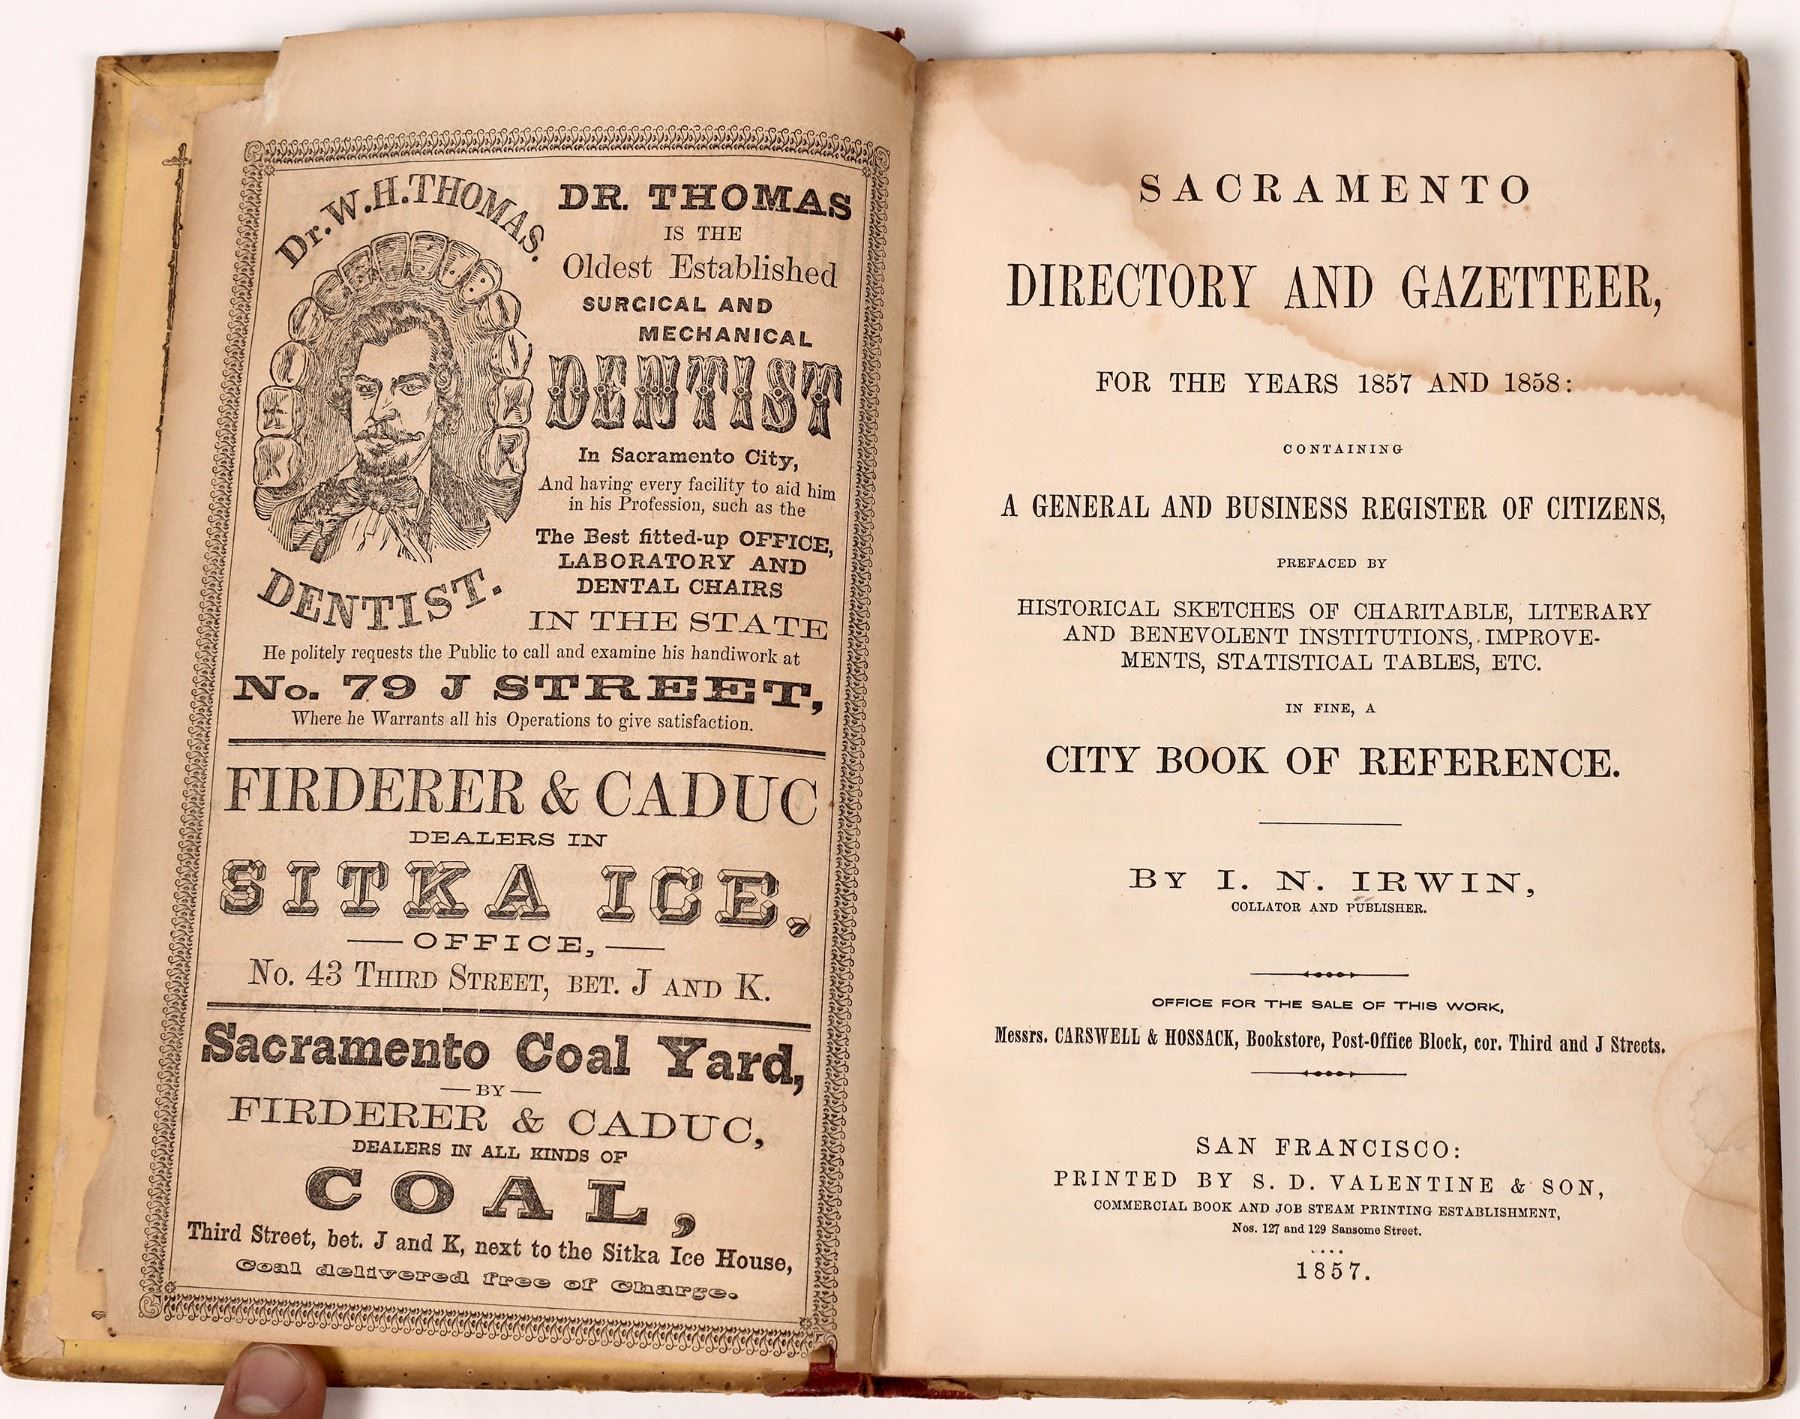 Dr. W. H. THOMAS.
DENTIST.
DR. THOMAS
IS THE
Oldest Established
SURGICAL AND
MECHANICAL
DENTIST
In Sacramento City,
And having every facility to aid him
in his Profession, such as the
The Best fitted-up OFFICE,
LABORATORY AND
DENTAL CHAIRS
IN THE STATE
He politely requests the Public to call and examine his handiwork at
No. 79 J STREET,
Where he Warrants all his Operations to give satisfaction.
FIRDERER & CADUC
DEALERS IN
SITKA ICE,
OFFICE,
No. 43 THIRD STREET, BET. J AND K.
Sacramento Coal Yard,
BY
FIRDERER & CADUC,
DEALERS IN ALL KINDS OF
COAL,
Third Street, bet. J and K, next to the Sitka Ice House,
Coal delivered free of Charge.
SACRAMENTO
DIRECTORY AND GAZETTEER,
FOR THE YEARS 1857 AND 1858:
CONTAINING
A GENERAL AND BUSINESS REGISTER OF CITIZENS,
PREFACED BY
HISTORICAL SKETCHES OF CHARITABLE, LITERARY
AND BENEVOLENT INSTITUTIONS, IMPROVE-
MENTS, STATISTICAL TABLES, ETC.
IN FINE, A
CITY BOOK OF REFERENCE.
BY I. N. IRWIN,
COLLATOR AND PUBLISHER.
OFFICE FOR THE SALE OF THIS WORK,
Messrs. CARSWELL & HOSSACK, Bookstore, Post-Office Block, cor. Third and J Streets.
SAN FRANCISCO:
PRINTED BY S. D. VALENTINE & SON,
COMMERCIAL BOOK AND JOB STEAM PRINTING ESTABLISHMENT,
Nos. 127 and 129 Sansome Street.
1857.